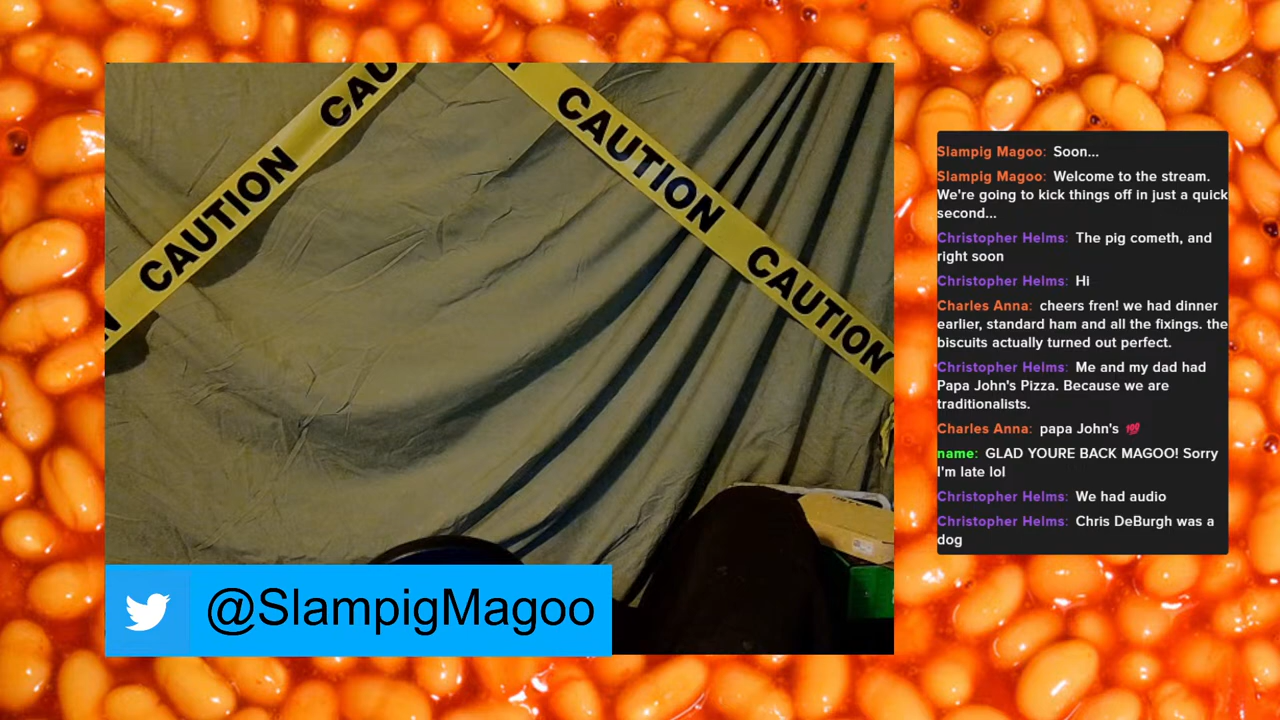 CAU
CAUTION
CAUTION
CAUTION
@SlampigMagoo
Slampig Magoo: Soon...
Slampig Magoo: Welcome to the stream.
We're going to kick things off in just a quick
second...
Christopher Helms: The pig cometh, and
right soon
Christopher Helms: Hi
Charles Anna: cheers fren! we had dinner
earlier, standard ham and all the fixings. the
biscuits actually turned out perfect.
Christopher Helms: Me and my dad had
Papa John's Pizza. Because we are
traditionalists.
Charles Anna: papa John's 💯
name: GLAD YOURE BACK MAGOO! Sorry
I'm late lol
Christopher Helms: We had audio
Christopher Helms: Chris DeBurgh was a
dog